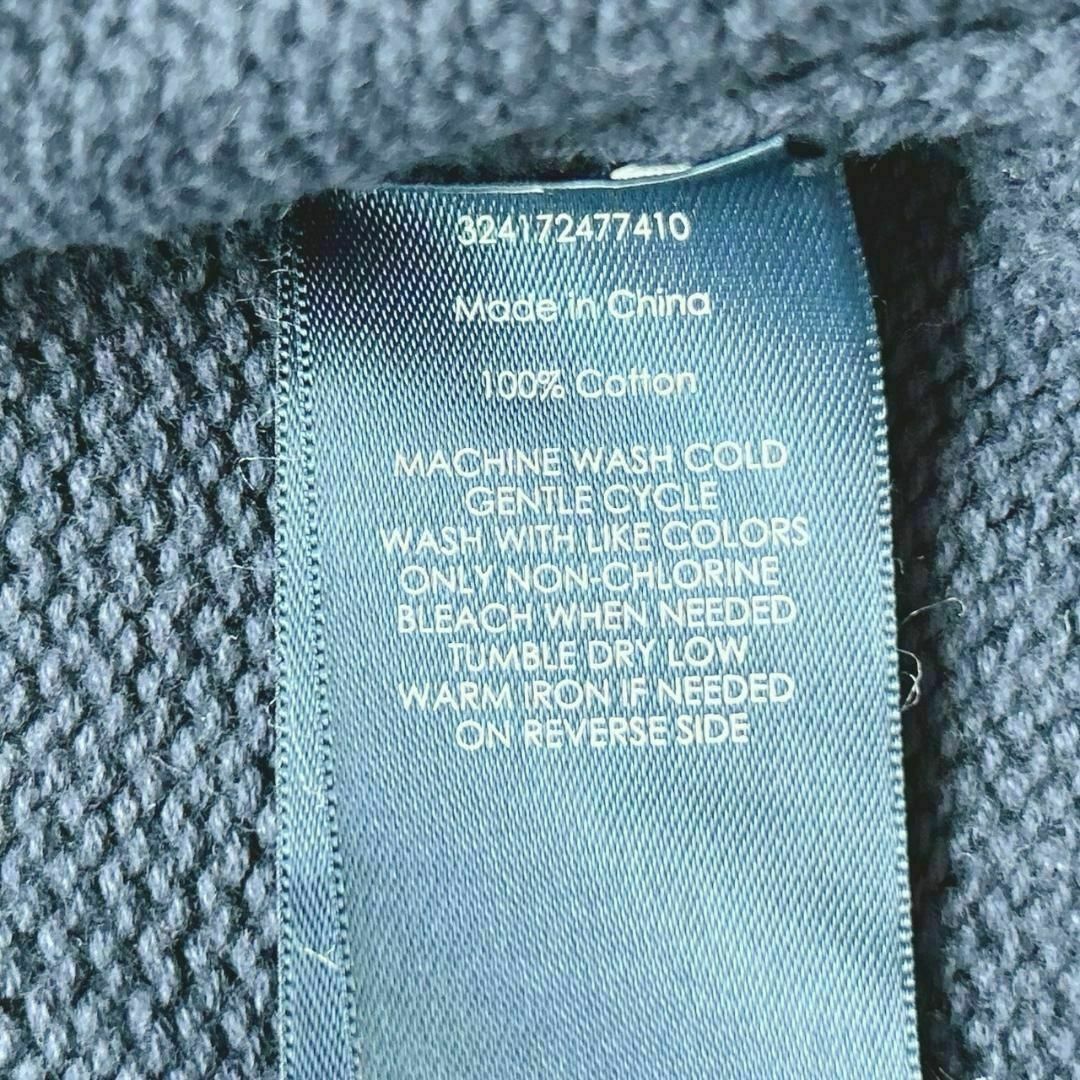 324172477410
Made in China
100% Cotton
MACHINE WASH COLD
GENTLE CYCLE
WASH WITH LIKE COLORS
ONLY NON-CHLORINE
BLEACH WHEN NEEDED
TUMBLE DRY LOW
WARM IRON IF NEEDED
ON REVERSE SIDE